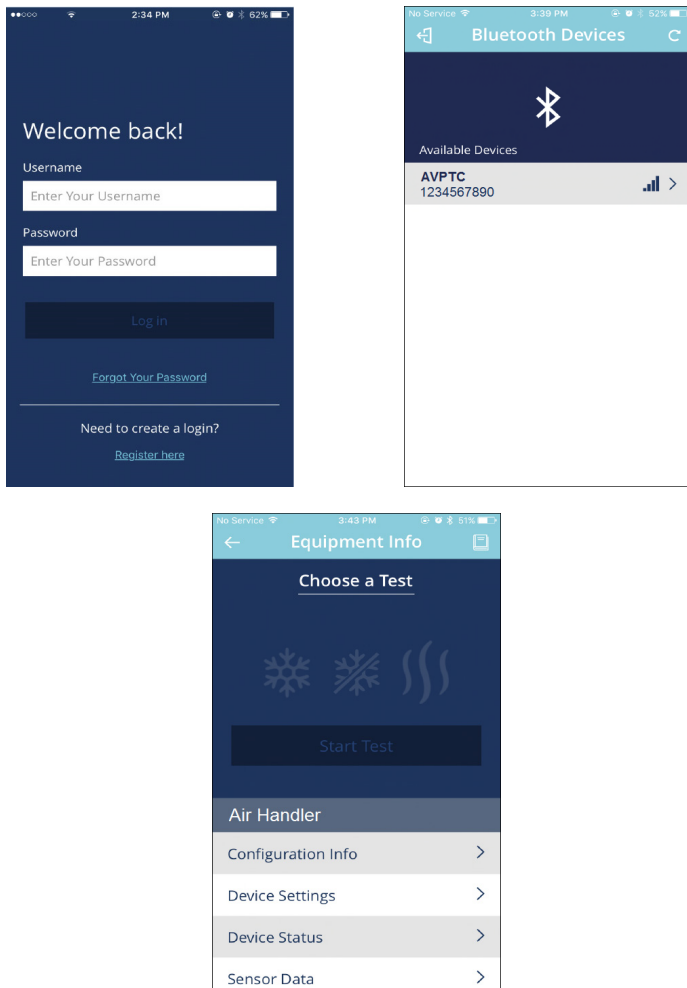 2:34 PM
62%
Welcome back!
Username
Enter Your Username
Password
Enter Your Password
Log in
Forgot Your Password
Need to create a login?
Register here
No Service
3:39 PM
52%
Bluetooth Devices
Available Devices
AVPTC
1234567890
No Service
3:43 PM
51%
Equipment Info
Choose a Test
Start Test
Air Handler
Configuration Info
Device Settings
Device Status
Sensor Data